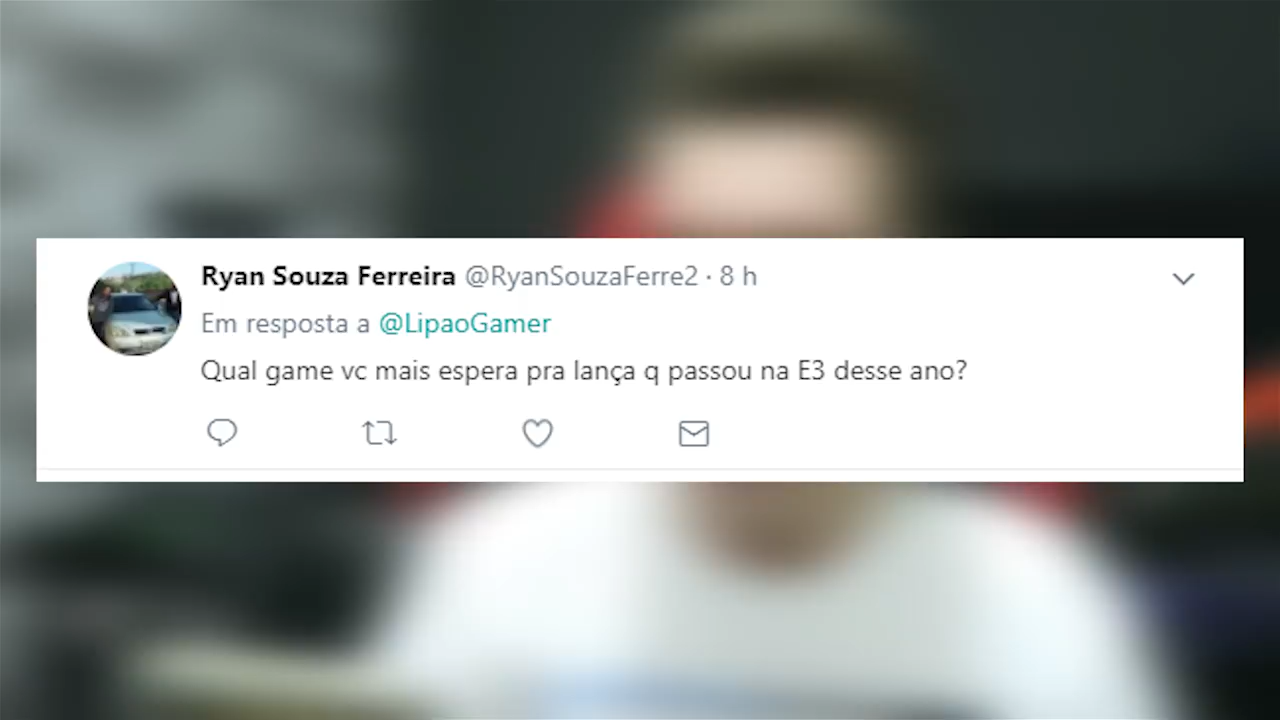 Ryan Souza Ferreira @RyanSouzaFerre2 · 8 h
Em resposta a @LipaoGamer
Qual game vc mais espera pra lança q passou na E3 desse ano?